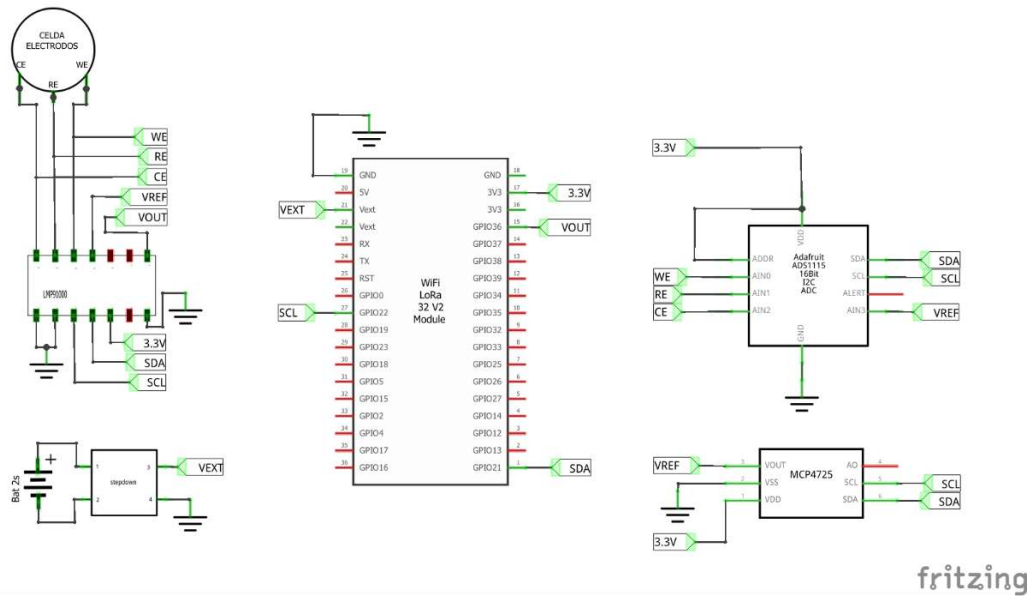 CELDA
ELECTRODOS
CE
WE
RE
WE
RE
CE
VREF
VOUT
LMP91000
3.3V
SDA
SCL
Bat 2s
+
1
2
stepdown
3
4
VEXT
VEXT
SCL
19 GND
20 5V
21 Vext
22 Vext
23 RX
24 TX
25 RST
26 GPIO0
27 GPIO22
28 GPIO19
29 GPIO23
30 GPIO18
31 GPIO5
32 GPIO15
33 GPIO2
34 GPIO4
35 GPIO17
36 GPIO16
WiFi
LoRa
32 V2
Module
GND 18
3V3 17
3V3 16
GPIO36 15
GPIO37 14
GPIO38 13
GPIO39 12
GPIO34 11
GPIO35 10
GPIO32 9
GPIO33 8
GPIO25 7
GPIO26 6
GPIO27 5
GPIO14 4
GPIO12 3
GPIO13 2
GPIO21 1
3.3V
VOUT
SDA
3.3V
WE
RE
CE
VDD
ADDR
AIN0
AIN1
AIN2
Adafruit
ADS1115
16Bit
I2C
ADC
SDA
SCL
ALERT
AIN3
GND
SDA
SCL
VREF
VREF
3.3V
3 VOUT
2 VSS
1 VDD
MCP4725
AO 4
SCL 5
SDA 6
SCL
SDA
fritzing